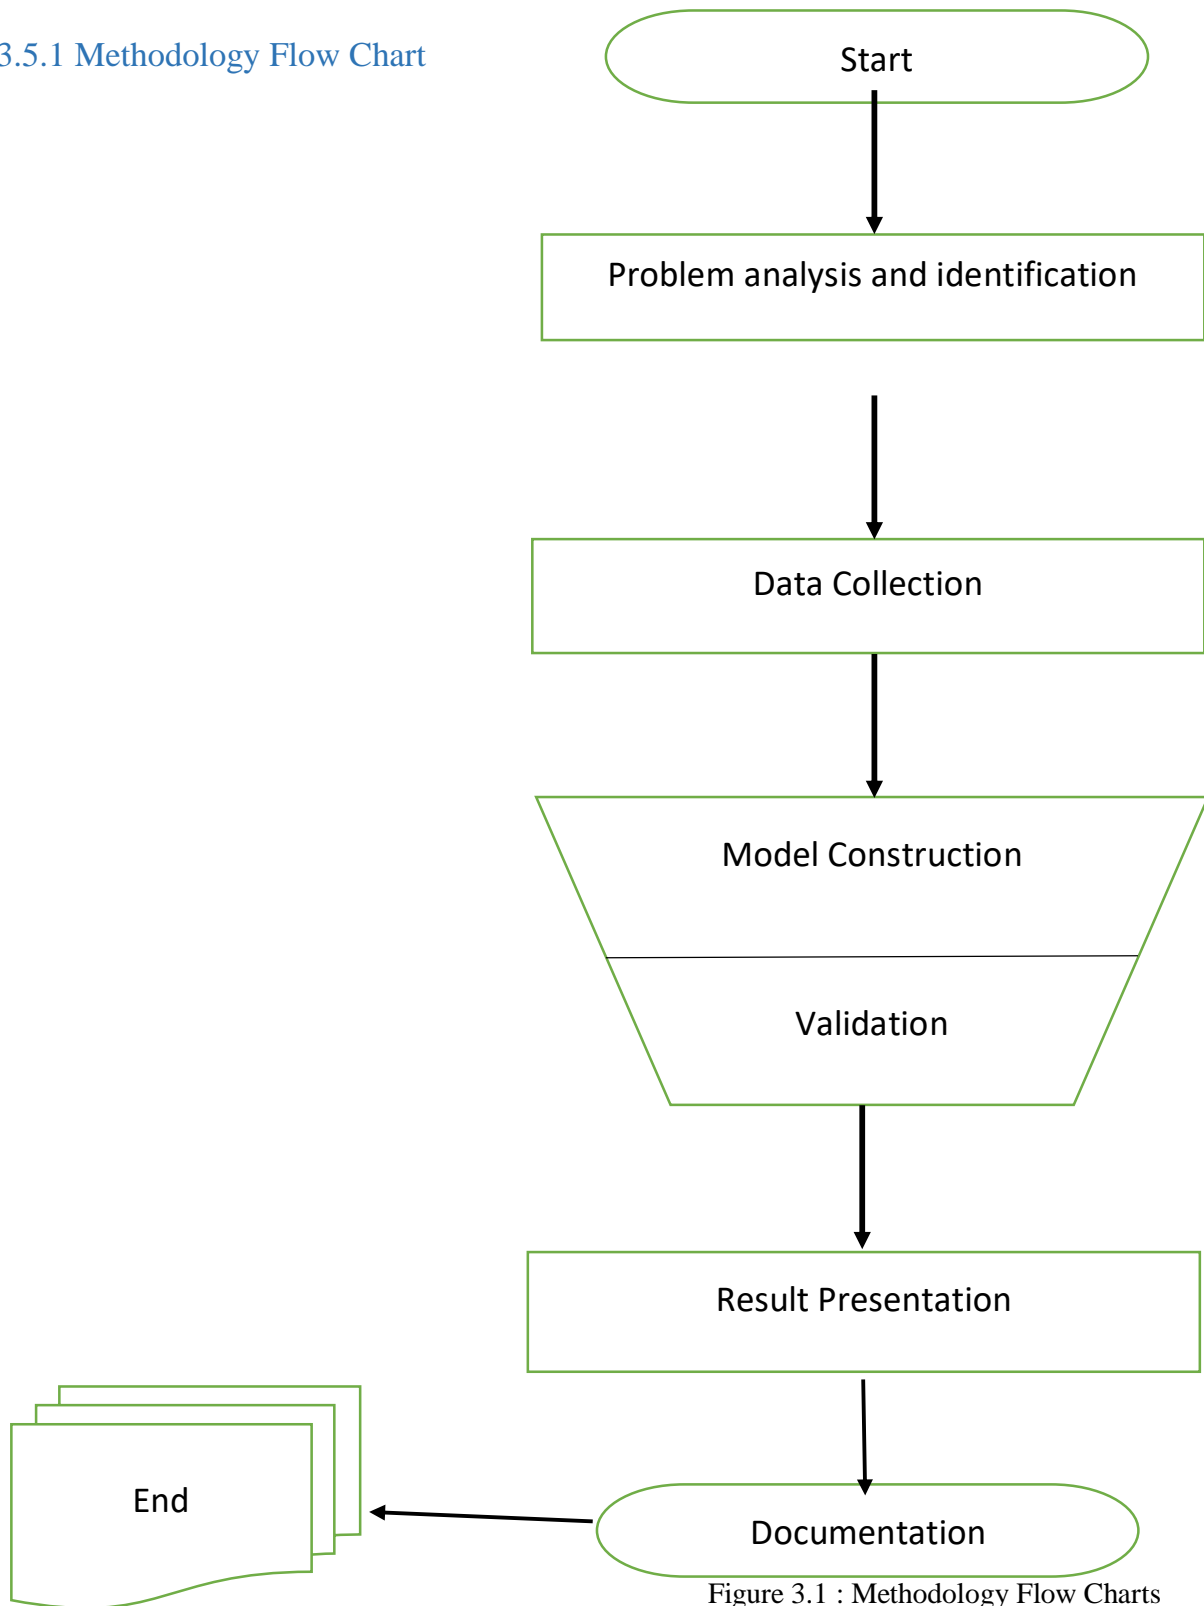 3.5.1 Methodology Flow Chart
Start
Problem analysis and identification
Data Collection
Model Construction
Validation
Result Presentation
End
Documentation
Figure 3.1 : Methodology Flow Charts